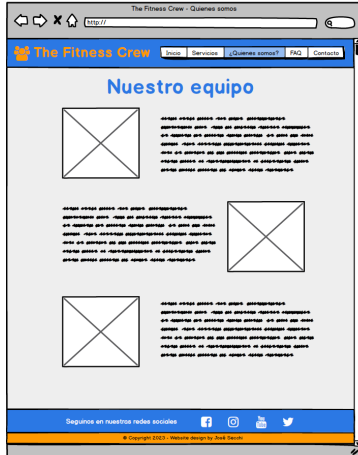 The Fitness Crew - Quienes somos
http://
The Fitness Crew
Inicio Servicios ¿Quienes somos? FAQ Contacto
Nuestro equipo
Seguinos en nuestras redes sociales
You Tube
© Copyright 2023 - Website design by José Secchi